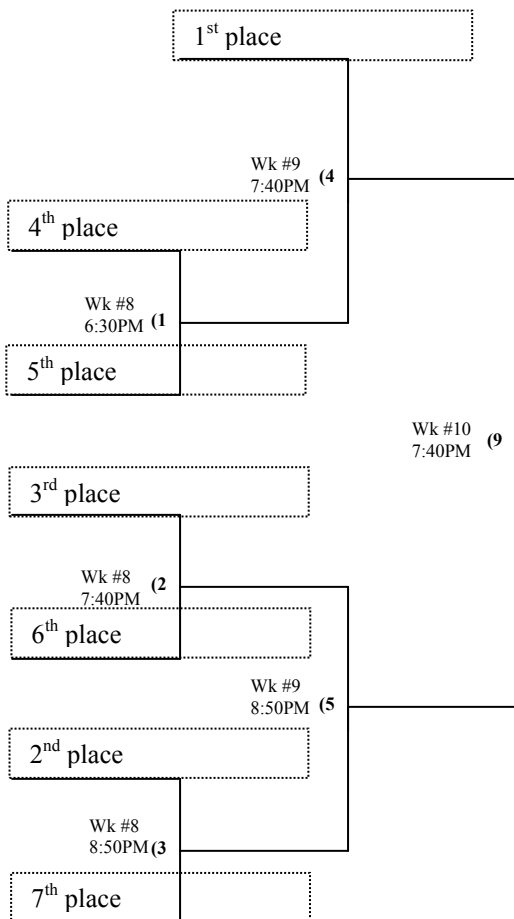 1st place
Wk #9
7:40PM (4
4th place
Wk #8
6:30PM (1
5th place
Wk #10
7:40PM (9
3rd place
Wk #8 (2
7:40PM
6th place
Wk #9
8:50PM (5
2nd place
Wk #8
8:50PM (3
7th place